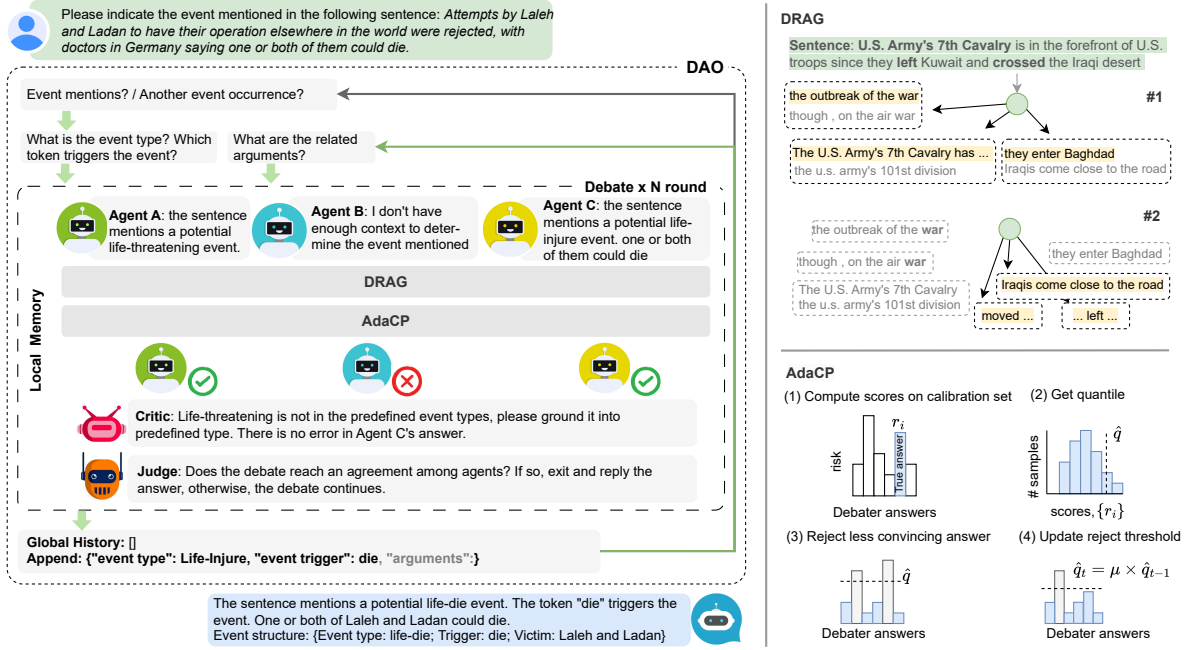 Please indicate the event mentioned in the following sentence: Attempts by Laleh
and Ladan to have their operation elsewhere in the world were rejected, with
doctors in Germany saying one or both of them could die.
DAO
Event mentions? / Another event occurrence?
What is the event type? Which
token triggers the event?
What are the related
arguments?
Debate x N round
Local Memory
Agent A: the sentence
mentions a potential
life-threatening event.
Agent B: I don't have
enough context to deter-
mine the event mentioned
Agent C: the sentence
mentions a potential life-
injure event. one or both
of them could die
DRAG
AdaCP
Critic: Life-threatening is not in the predefined event types, please ground it into
predefined type. There is no error in Agent C's answer.
Judge: Does the debate reach an agreement among agents? If so, exit and reply the
answer, otherwise, the debate continues.
Global History: []
Append: {"event type": Life-Injure, "event trigger": die, "arguments":}
The sentence mentions a potential life-die event. The token "die" triggers the
event. One or both of Laleh and Ladan could die.
Event structure: {Event type: life-die; Trigger: die; Victim: Laleh and Ladan}
DRAG
Sentence: U.S. Army's 7th Cavalry is in the forefront of U.S.
troops since they left Kuwait and crossed the Iraqi desert
#1
the outbreak of the war
though , on the air war
The U.S. Army's 7th Cavalry has ...
the u.s. army's 101st division
they enter Baghdad
Iraqis come close to the road
#2
the outbreak of the war
though , on the air war
The U.S. Army's 7th Cavalry
the u.s. army's 101st division
they enter Baghdad
Iraqis come close to the road
moved ...
... left ...
AdaCP
(1) Compute scores on calibration set
risk
r_i
True answer
Debater answers
(2) Get quantile
# samples
q̂
scores, {r_i}
(3) Reject less convincing answer
q̂
Debater answers
(4) Update reject threshold
q̂_t = μ × q̂_{t−1}
Debater answers